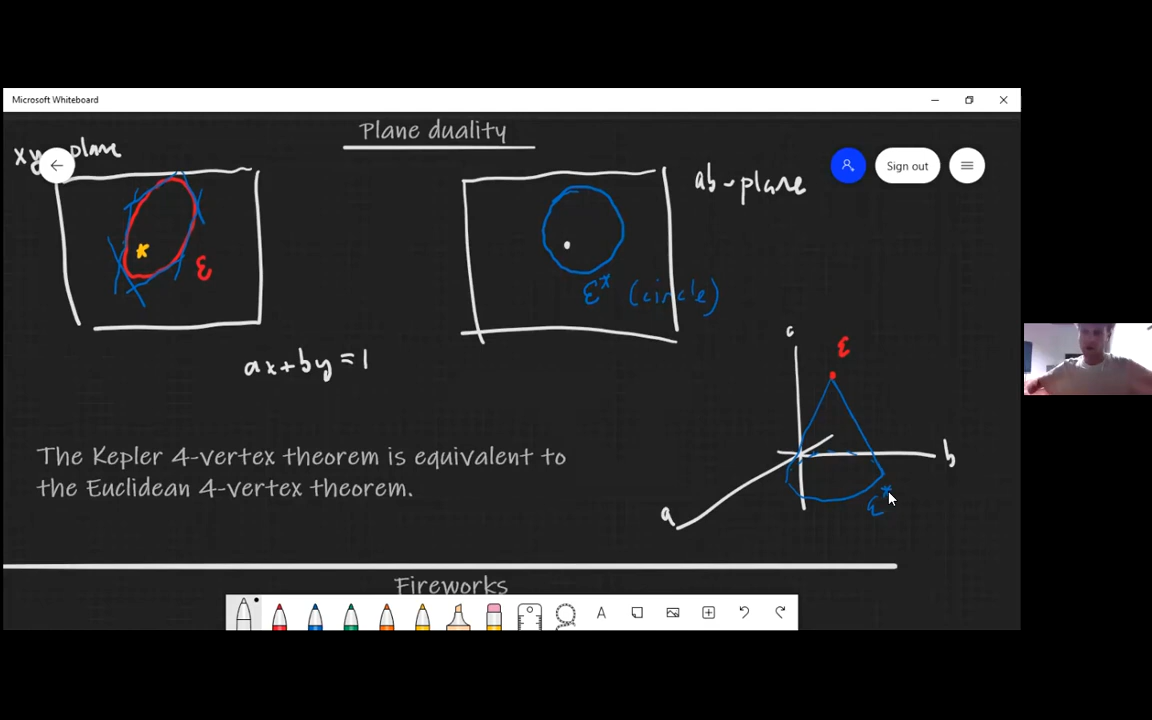 Microsoft Whiteboard
Plane duality
xy-plane
ab-plane
Sign out
ε
ε* (circle)
ax+by=1
c
ε
b
a
ε*
The Kepler 4-vertex theorem is equivalent to
the Euclidean 4-vertex theorem.
Fireworks
A